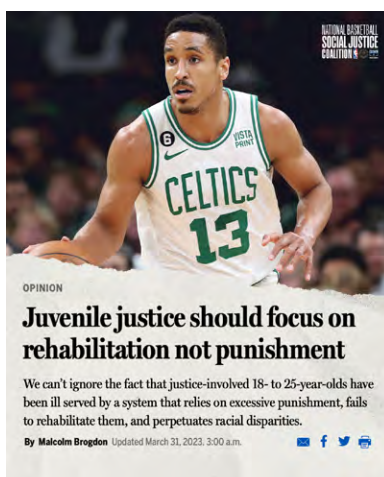 NATIONAL BASKETBALL
SOCIAL JUSTICE
COALITION
6
VISTA
PRINT
CELTICS
13
OPINION
Juvenile justice should focus on
rehabilitation not punishment
We can't ignore the fact that justice-involved 18- to 25-year-olds have
been ill served by a system that relies on excessive punishment, fails
to rehabilitate them, and perpetuates racial disparities.
By Malcolm Brogdon Updated March 31, 2023, 3:00 a.m.